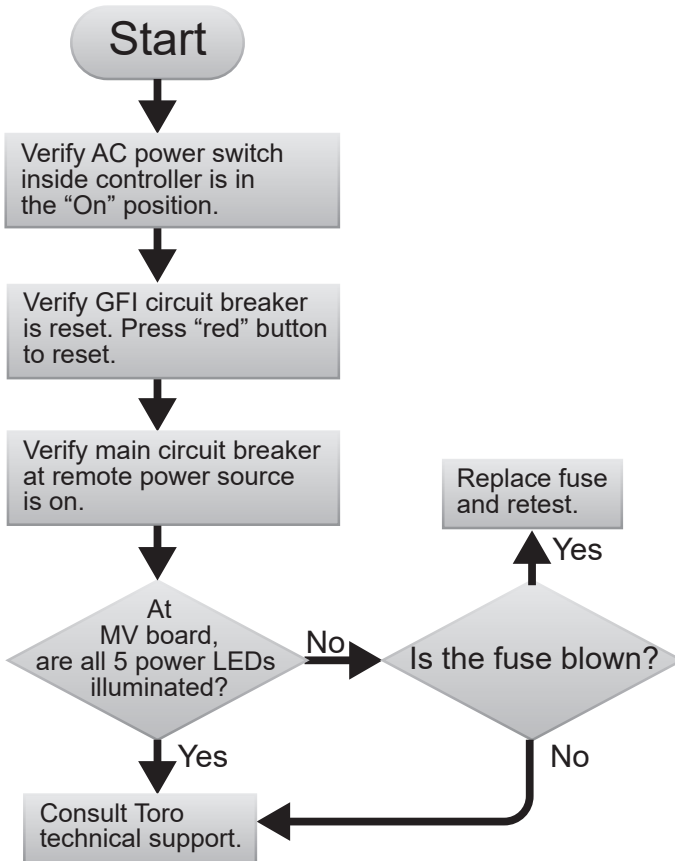 Start
Verify AC power switch
inside controller is in
the “On” position.
Verify GFI circuit breaker
is reset. Press “red” button
to reset.
Verify main circuit breaker
at remote power source
is on.
Replace fuse
and retest.
Yes
At
MV board,
are all 5 power LEDs
illuminated?
No
Is the fuse blown?
Yes
No
Consult Toro
technical support.